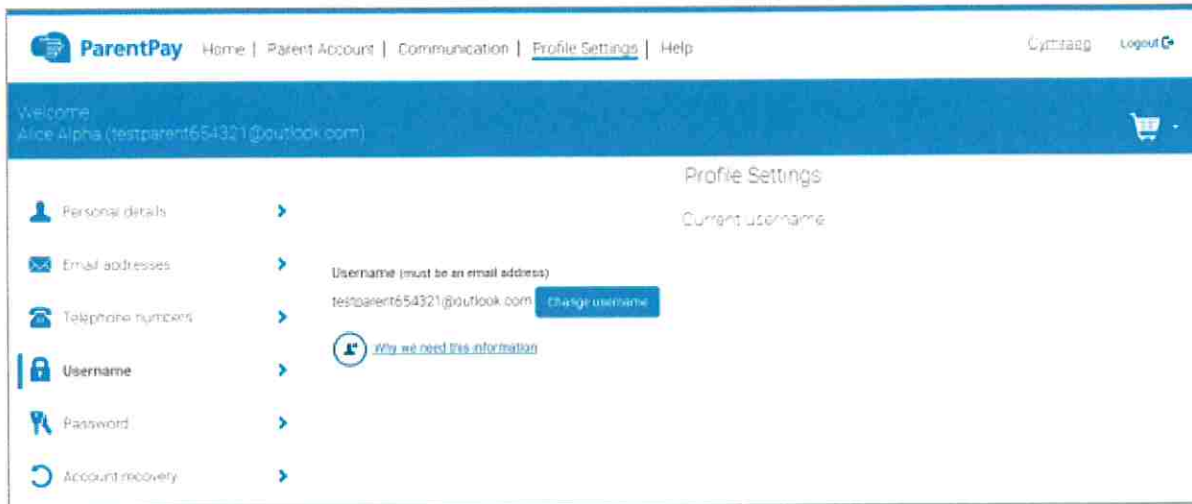 ParentPay Home | Parent Account | Communication | Profile Settings | Help Cymraeg Logout
Welcome
Alice Alpha (testparent654321@outlook.com)
Profile Settings
Current username
Personal details
Email addresses
Telephone numbers
Username
Password
Account recovery
Username (must be an email address)
testparent654321@outlook.com Change username
Why we need this information